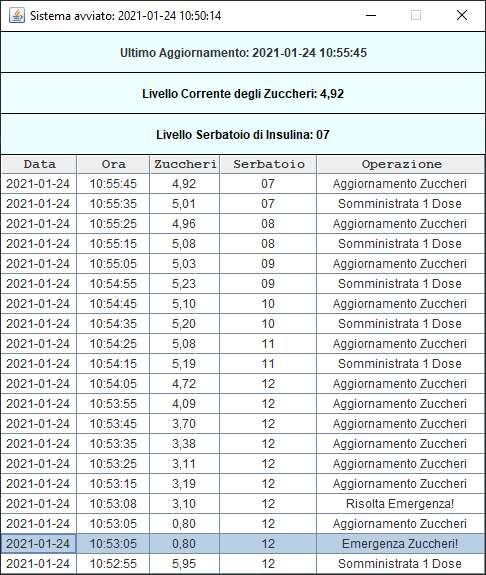 Sistema avviato: 2021-01-24 10:50:14
Ultimo Aggiornamento: 2021-01-24 10:55:45
Livello Corrente degli Zuccheri: 4,92
Livello Serbatoio di Insulina: 07
Data Ora Zuccheri Serbatoio Operazione
2021-01-24 10:55:45 4,92 07 Aggiornamento Zuccheri
2021-01-24 10:55:35 5,01 07 Somministrata 1 Dose
2021-01-24 10:55:25 4,96 08 Aggiornamento Zuccheri
2021-01-24 10:55:15 5,08 08 Somministrata 1 Dose
2021-01-24 10:55:05 5,03 09 Aggiornamento Zuccheri
2021-01-24 10:54:55 5,23 09 Somministrata 1 Dose
2021-01-24 10:54:45 5,10 10 Aggiornamento Zuccheri
2021-01-24 10:54:35 5,20 10 Somministrata 1 Dose
2021-01-24 10:54:25 5,08 11 Aggiornamento Zuccheri
2021-01-24 10:54:15 5,19 11 Somministrata 1 Dose
2021-01-24 10:54:05 4,72 12 Aggiornamento Zuccheri
2021-01-24 10:53:55 4,09 12 Aggiornamento Zuccheri
2021-01-24 10:53:45 3,70 12 Aggiornamento Zuccheri
2021-01-24 10:53:35 3,38 12 Aggiornamento Zuccheri
2021-01-24 10:53:25 3,11 12 Aggiornamento Zuccheri
2021-01-24 10:53:15 3,19 12 Aggiornamento Zuccheri
2021-01-24 10:53:08 3,10 12 Risolta Emergenza!
2021-01-24 10:53:05 0,80 12 Aggiornamento Zuccheri
2021-01-24 10:53:05 0,80 12 Emergenza Zuccheri!
2021-01-24 10:52:55 5,95 12 Somministrata 1 Dose